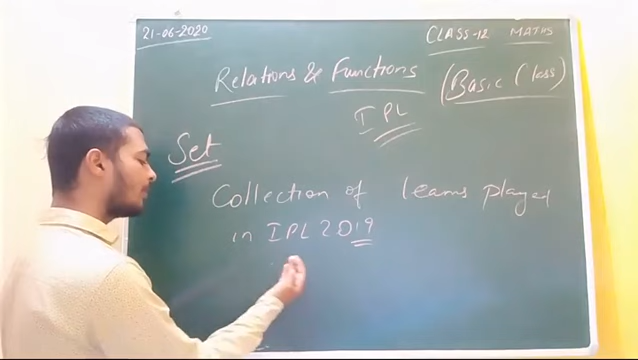 21-06-2020
CLASS-12 MATHS
Relations & Functions (Basic Class)
IPL
Set
Collection of teams played
in IPL 2019